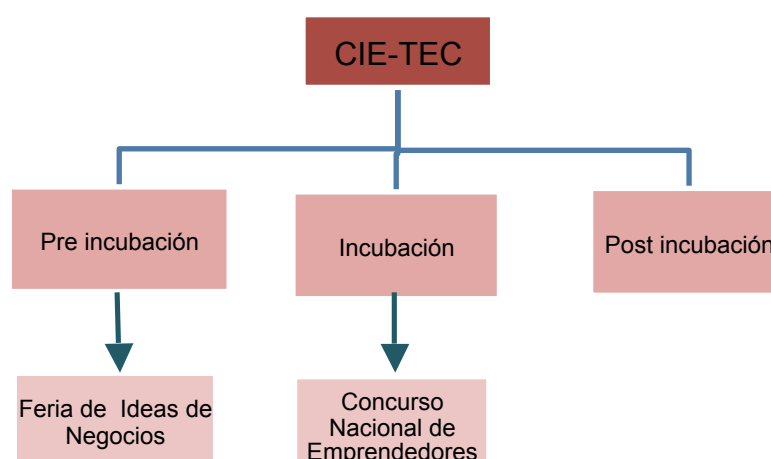 CIE-TEC
Pre incubación
Incubación
Post incubación
Feria de Ideas de
Negocios
Concurso
Nacional de
Emprendedores